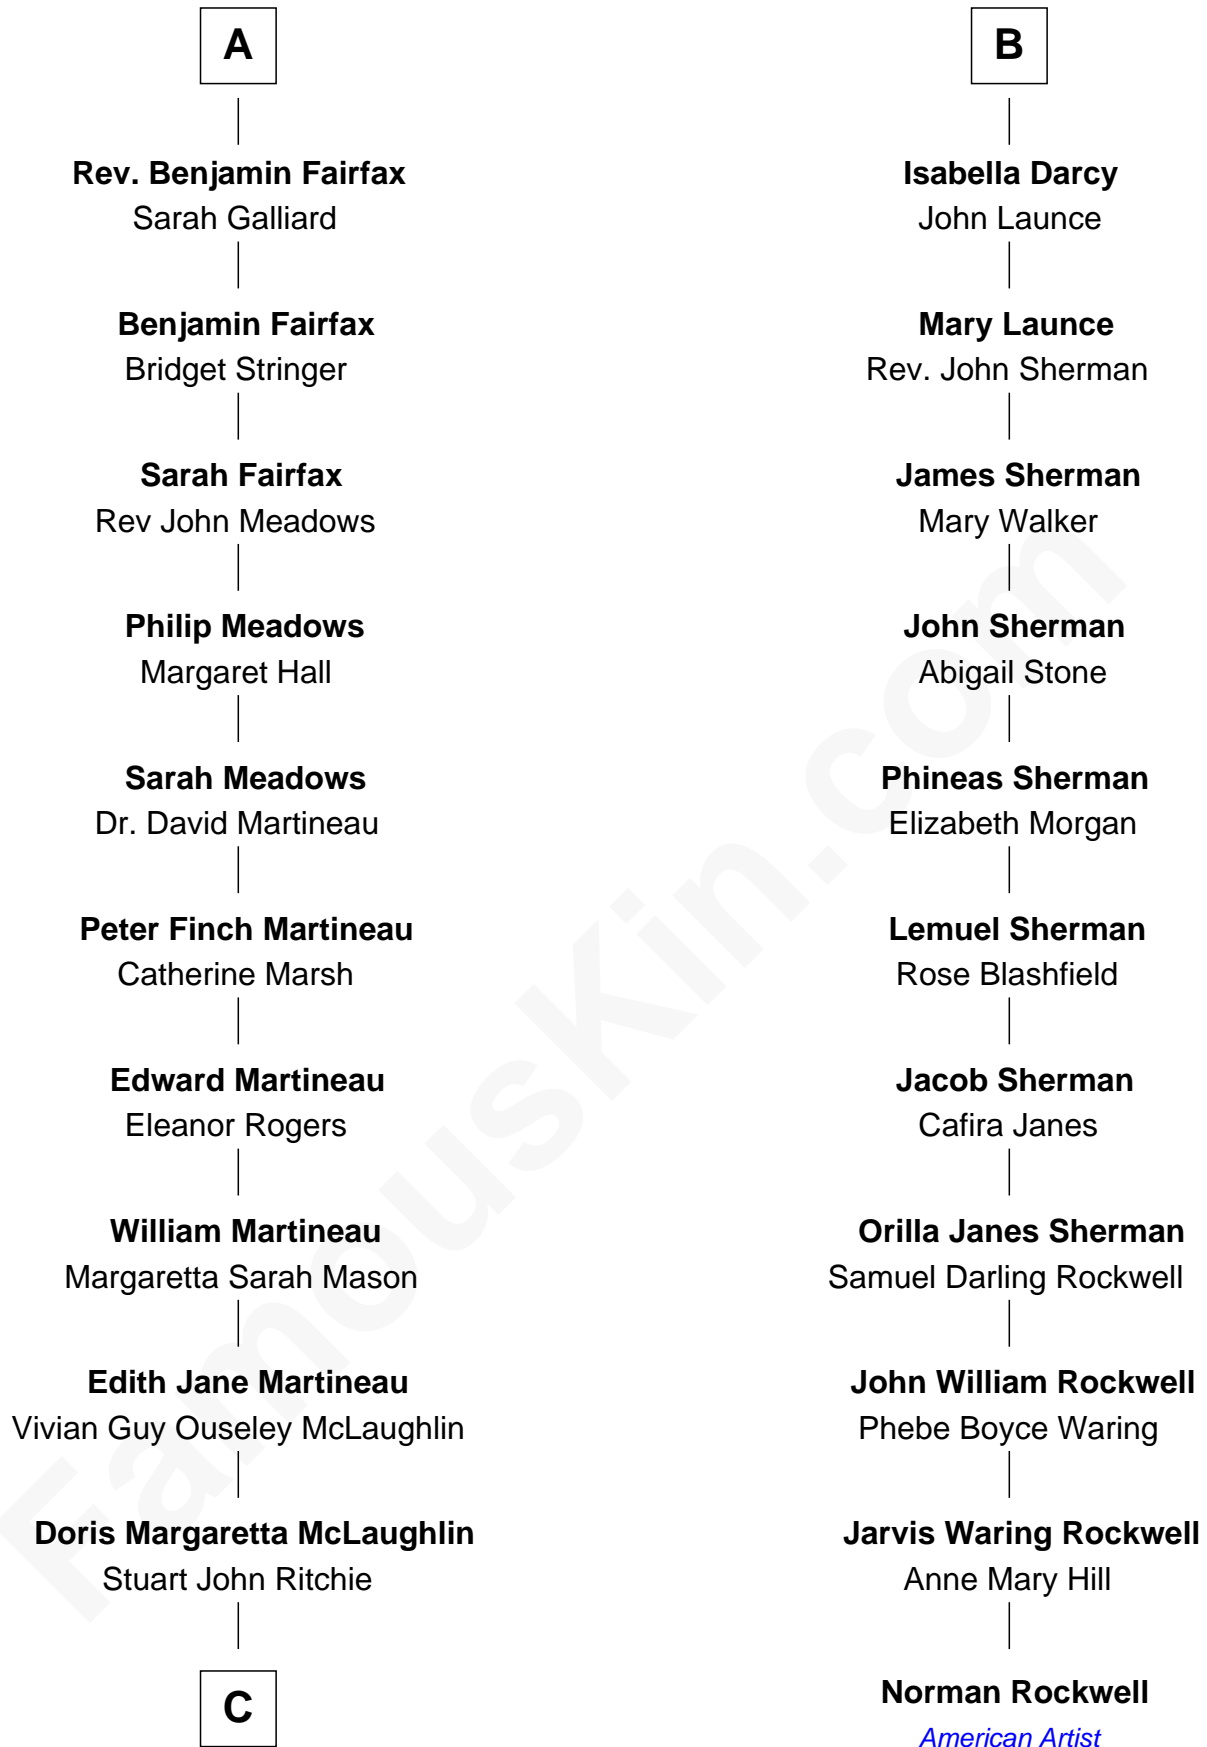 A
Rev. Benjamin Fairfax
Sarah Galliard
Benjamin Fairfax
Bridget Stringer
Sarah Fairfax
Rev John Meadows
Philip Meadows
Margaret Hall
Sarah Meadows
Dr. David Martineau
Peter Finch Martineau
Catherine Marsh
Edward Martineau
Eleanor Rogers
William Martineau
Margaretta Sarah Mason
Edith Jane Martineau
Vivian Guy Ouseley McLaughlin
Doris Margaretta McLaughlin
Stuart John Ritchie
C
B
Isabella Darcy
John Launce
Mary Launce
Rev. John Sherman
James Sherman
Mary Walker
John Sherman
Abigail Stone
Phineas Sherman
Elizabeth Morgan
Lemuel Sherman
Rose Blashfield
Jacob Sherman
Cafira Janes
Orilla Janes Sherman
Samuel Darling Rockwell
John William Rockwell
Phebe Boyce Waring
Jarvis Waring Rockwell
Anne Mary Hill
Norman Rockwell
American Artist
FamousKin.com